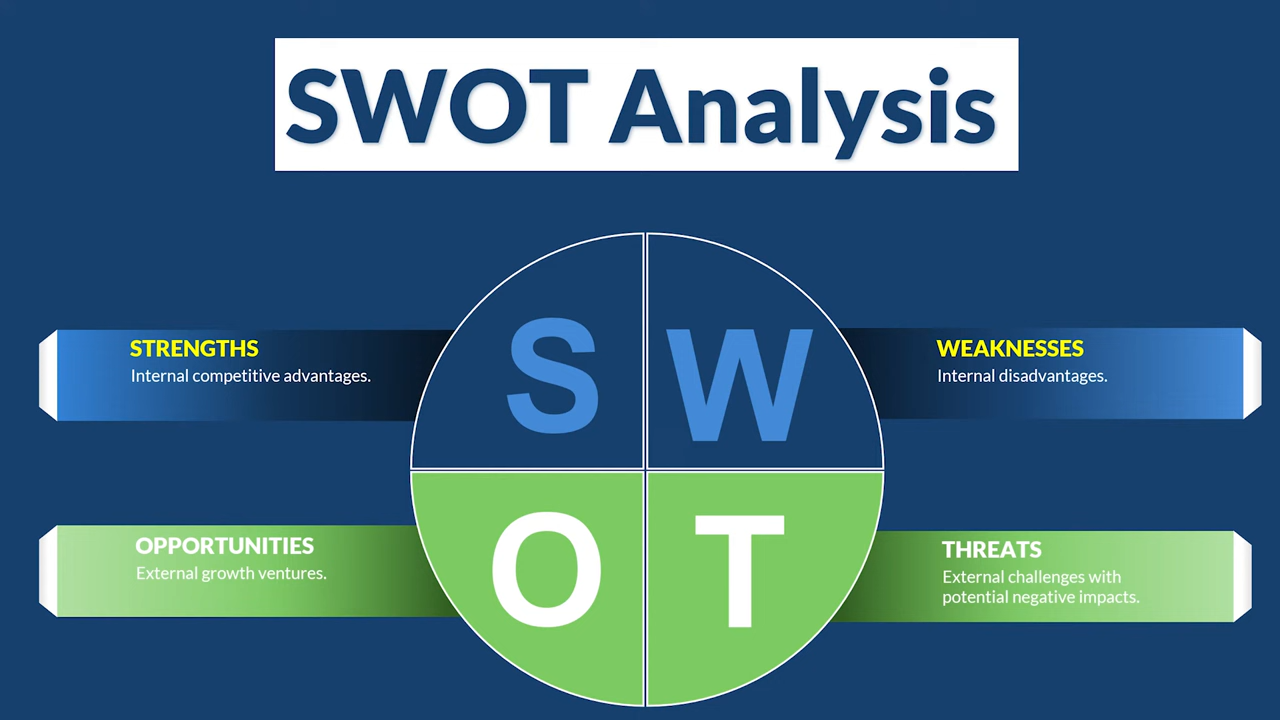 SWOT Analysis
S
W
STRENGTHS
Internal competitive advantages.
WEAKNESSES
Internal disadvantages.
O
T
OPPORTUNITIES
External growth ventures.
THREATS
External challenges with
potential negative impacts.